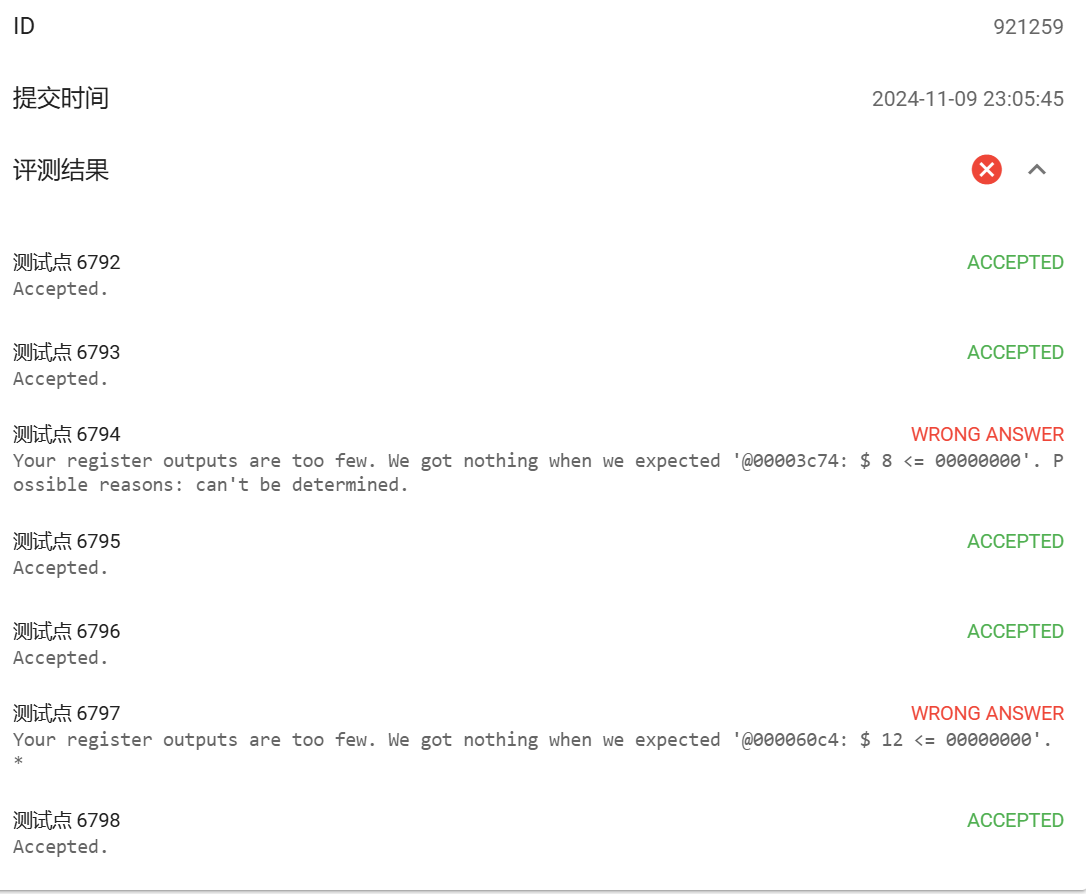 ID 921259
提交时间 2024-11-09 23:05:45
评测结果
测试点 6792 ACCEPTED
Accepted.
测试点 6793 ACCEPTED
Accepted.
测试点 6794 WRONG ANSWER
Your register outputs are too few. We got nothing when we expected '@00003c74: $ 8 <= 00000000'. P
ossible reasons: can't be determined.
测试点 6795 ACCEPTED
Accepted.
测试点 6796 ACCEPTED
Accepted.
测试点 6797 WRONG ANSWER
Your register outputs are too few. We got nothing when we expected '@000060c4: $ 12 <= 00000000'.
*
测试点 6798 ACCEPTED
Accepted.